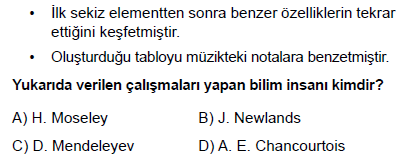 • İlk sekiz elementten sonra benzer özelliklerin tekrar
ettiğini keşfetmiştir.
• Oluşturduğu tabloyu müzikteki notalara benzetmiştir.
Yukarıda verilen çalışmaları yapan bilim insanı kimdir?
A) H. Moseley B) J. Newlands
C) D. Mendeleyev D) A. E. Chancourtois